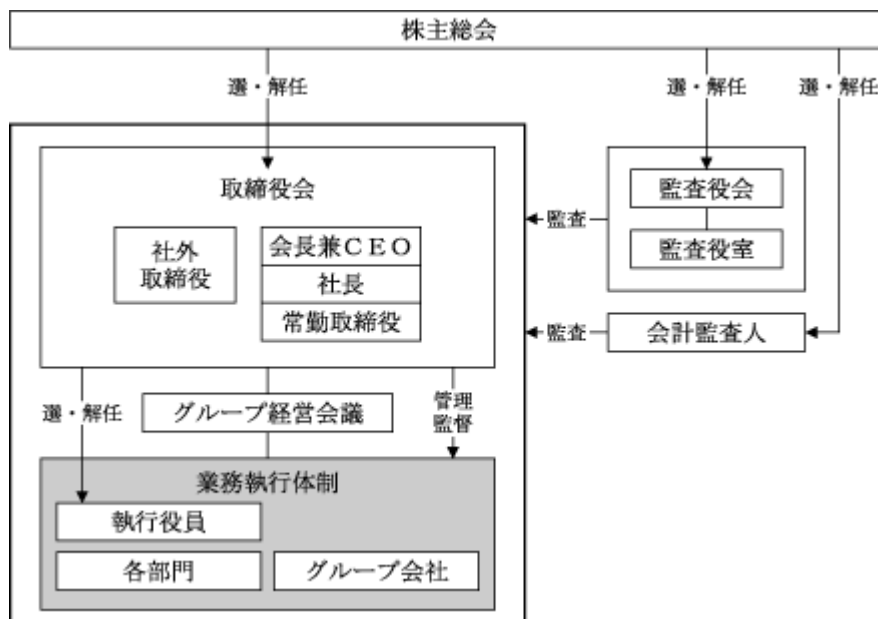 株主総会
選・解任
選・解任
選・解任
取締役会
社外
取締役
会長兼CEO
社長
常勤取締役
監査役会
監査役室
監査
監査
会計監査人
選・解任
グループ経営会議
管理
監督
業務執行体制
執行役員
各部門
グループ会社